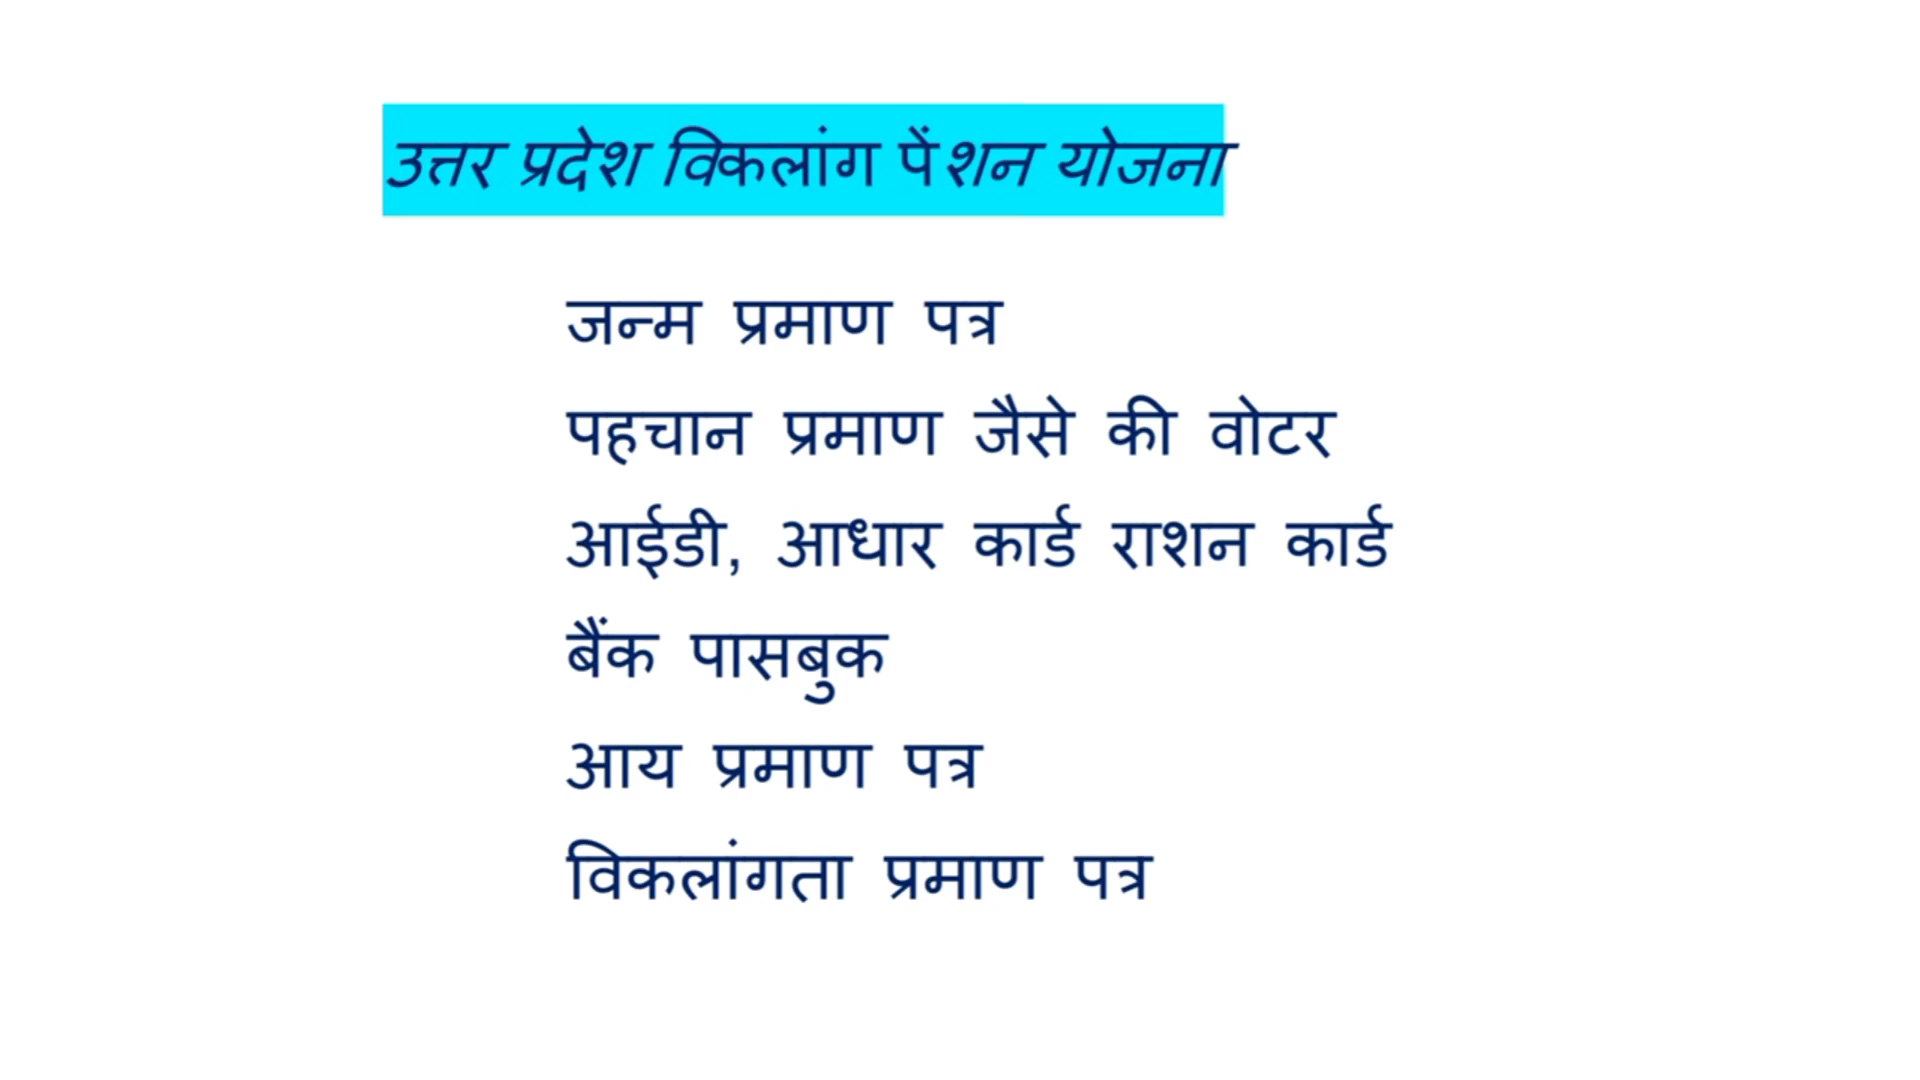 उत्तर प्रदेश विकलांग पेंशन योजना
जन्म प्रमाण पत्र
पहचान प्रमाण जैसे की वोटर
आईडी, आधार कार्ड राशन कार्ड
बैंक पासबुक
आय प्रमाण पत्र
विकलांगता प्रमाण पत्र